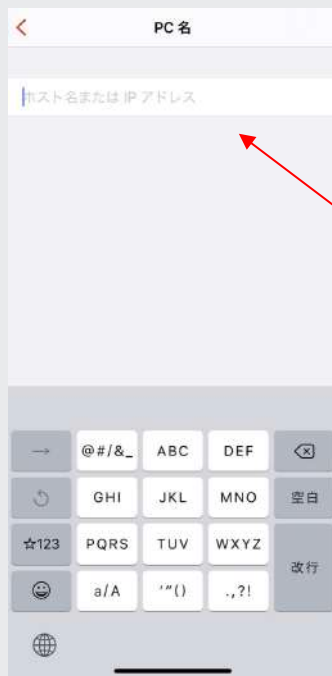 PC 名
ホスト名または IP アドレス
→ @#/&_ ABC DEF
GHI JKL MNO 空白
☆123 PQRS TUV WXYZ
改行
a/A '"() .,?!